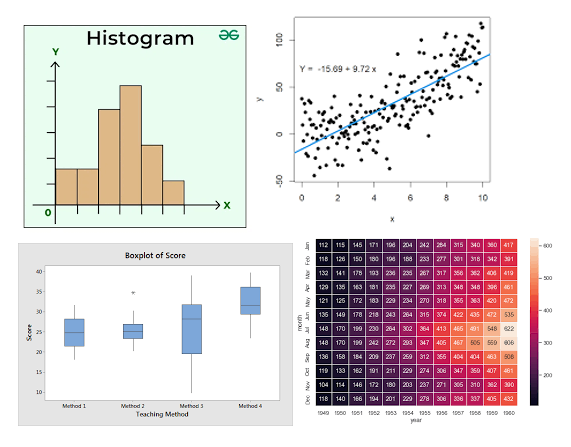 Histogram
Y
0
X
100
50
0
-50
y
Y = -15.69 + 9.72 x
0 2 4 6 8 10
x
Boxplot of Score
40
35
30
25
20
15
10
Score
Method 1 Method 2 Method 3 Method 4
Teaching Method
month
Jan 112 115 145 171 196 204 242 284 315 340 360 417
Feb 118 126 150 180 196 188 233 277 301 318 342 391
Mar 132 141 178 193 236 235 267 317 356 362 406 419
Apr 129 135 163 181 235 227 269 313 348 348 396 461
May 121 125 172 183 229 234 270 318 355 363 420 472
Jun 135 149 178 218 243 264 315 374 422 435 472 535
Jul 148 170 199 230 264 302 364 413 465 491 548 622
Aug 148 170 199 242 272 293 347 405 467 505 559 606
Sep 136 158 184 209 237 259 312 355 404 404 463 508
Oct 119 133 162 191 211 229 274 306 347 359 407 461
Nov 104 114 146 172 180 203 237 271 305 310 362 390
Dec 118 140 166 194 201 229 278 306 336 337 405 432
1949 1950 1951 1952 1953 1954 1955 1956 1957 1958 1959 1960
year
600
500
400
300
200